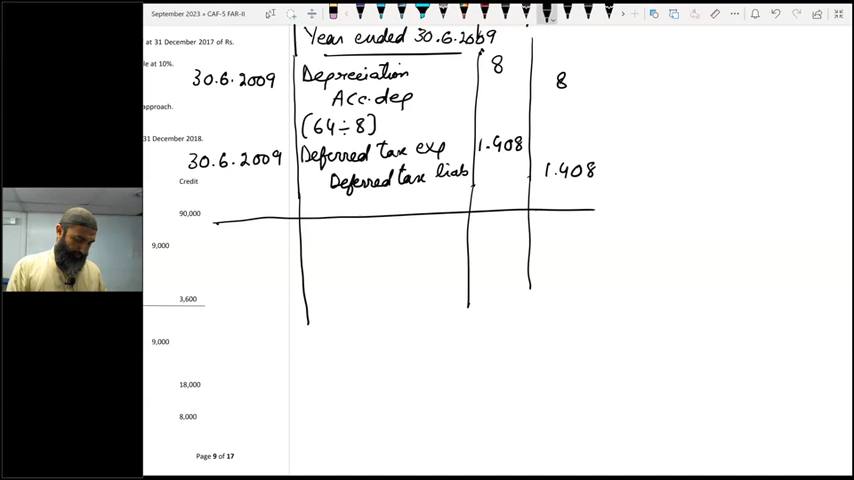 September 2023 » CAF-5 FAR-II
at 31 December 2017 of Rs.
le at 10%.
approach.
31 December 2018.
Credit
90,000
9,000
3,600
9,000
18,000
8,000
Page 9 of 17
Year ended 30.6.2009
30.6.2009 Depreciation 8
Acc.dep 8
(64÷8)
30.6.2009 Deferred tax exp 1.408
Deferred tax liab 1.408